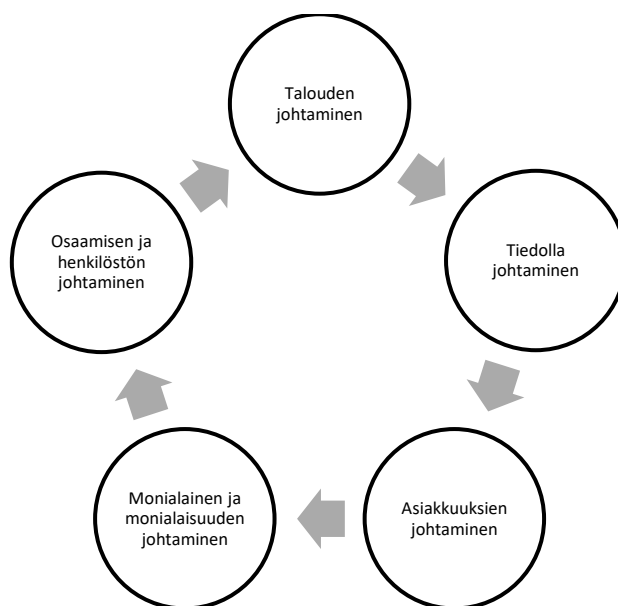 Talouden
johtaminen
Tiedolla
johtaminen
Asiakkuuksien
johtaminen
Monialainen ja
monialaisuuden
johtaminen
Osaamisen ja
henkilöstön
johtaminen